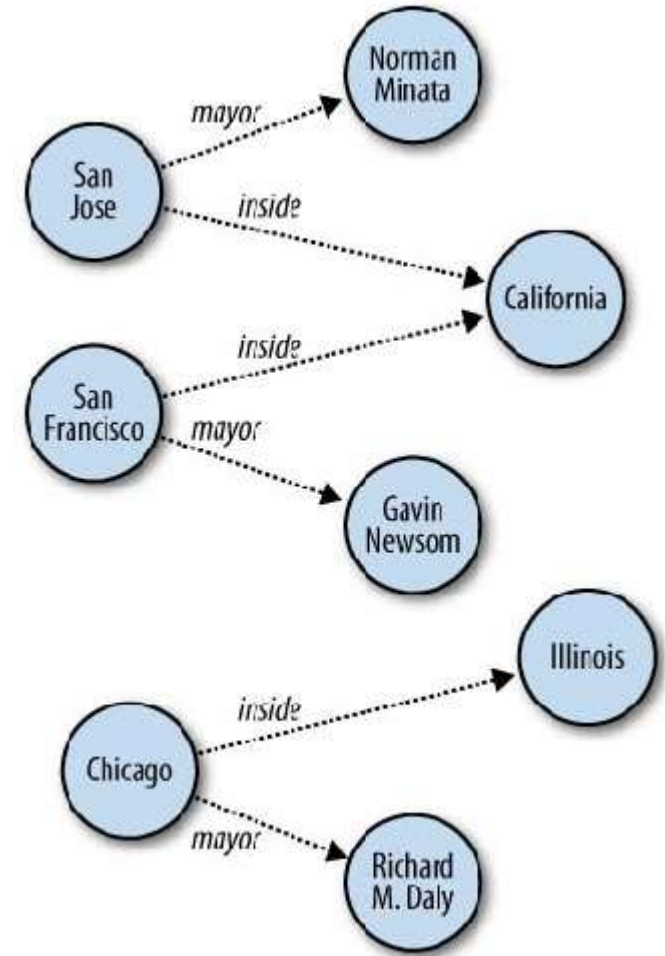 Norman
Minata
mayor
San
Jose
inside
California
inside
San
Francisco
mayor
Gavin
Newsom
Illinois
inside
Chicago
mayor
Richard
M. Daly